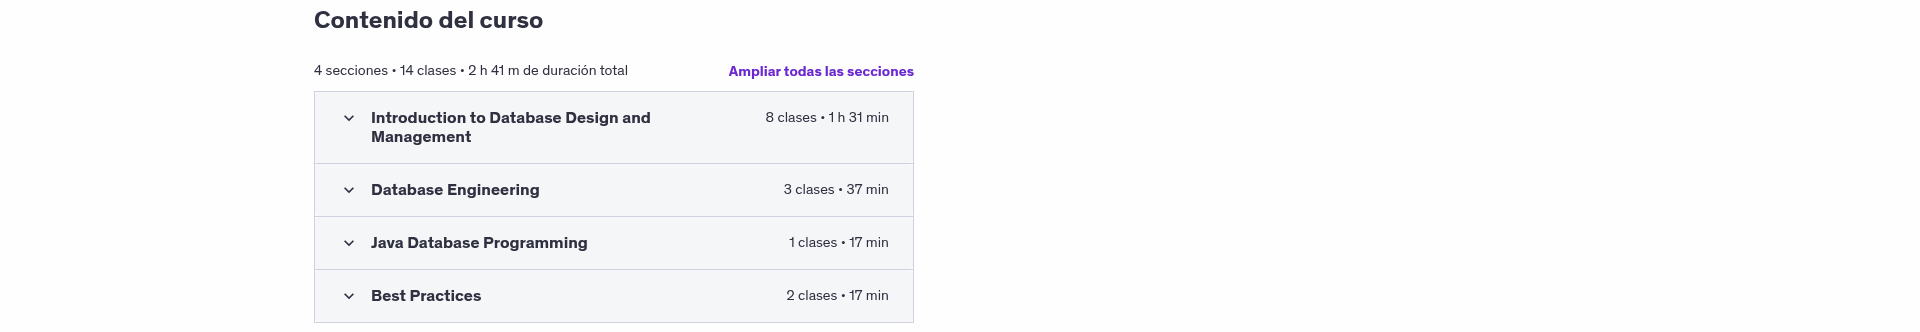 Contenido del curso
4 secciones • 14 clases • 2 h 41 m de duración total
Ampliar todas las secciones
Introduction to Database Design and
Management
8 clases • 1 h 31 min
Database Engineering
3 clases • 37 min
Java Database Programming
1 clases • 17 min
Best Practices
2 clases • 17 min